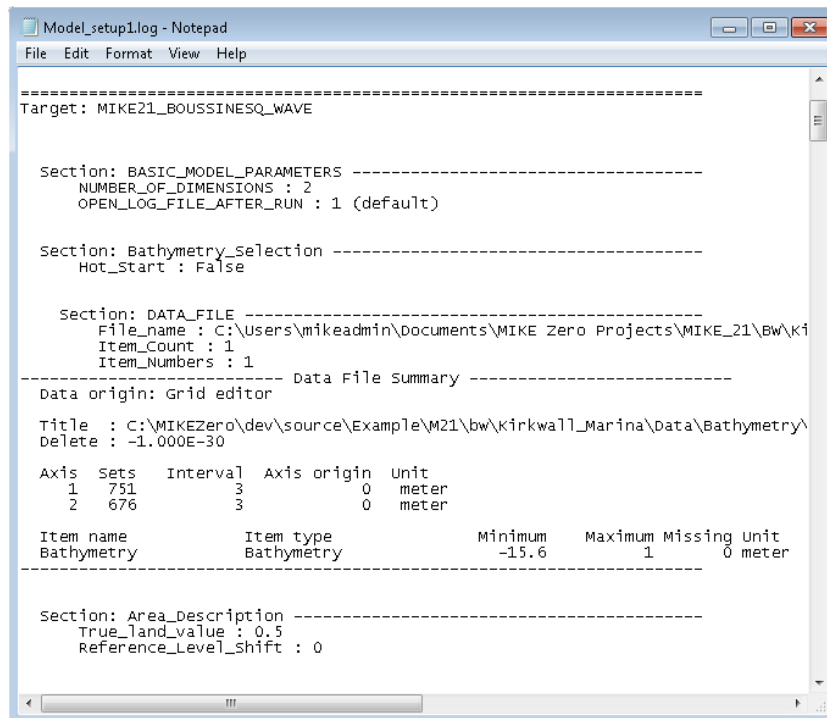 Model_setup1.log - Notepad
File Edit Format View Help
=======================================================================
Target: MIKE21_BOUSSINESQ_WAVE
Section: BASIC_MODEL_PARAMETERS ------------------------------------
NUMBER_OF_DIMENSIONS : 2
OPEN_LOG_FILE_AFTER_RUN : 1 (default)
Section: Bathymetry_Selection --------------------------------------
Hot_Start : False
Section: DATA_FILE -----------------------------------------------
File_name : C:\Users\mikeadmin\Documents\MIKE Zero Projects\MIKE_21\BW\Ki
Item_Count : 1
Item_Numbers : 1
--------------------------- Data File Summary ---------------------------
Data origin: Grid editor
Title : C:\MIKEZero\dev\source\Example\M21\bw\Kirkwall_Marina\Data\Bathymetry\
Delete : -1.000E-30
Axis Sets Interval Axis origin Unit
1 751 3 0 meter
2 676 3 0 meter
Item name Item type Minimum Maximum Missing Unit
Bathymetry Bathymetry -15.6 1 0 meter
-----------------------------------------------------------------------
Section: Area_Description ------------------------------------------
True_land_value : 0.5
Reference_Level_Shift : 0